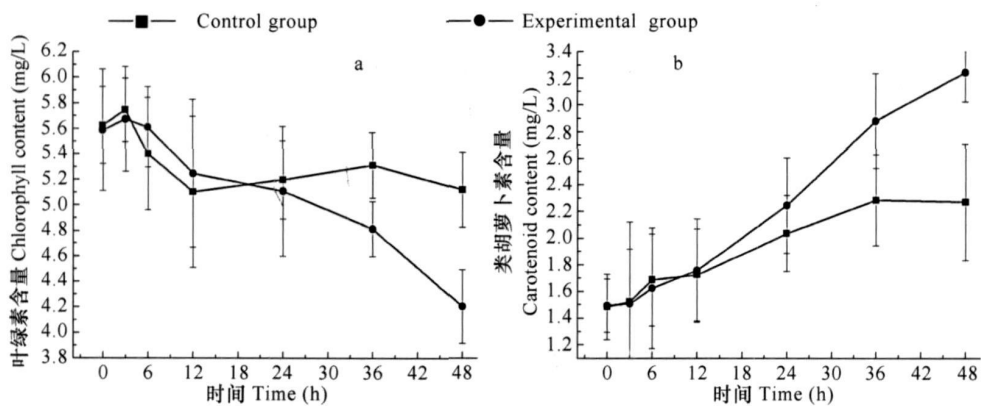 Control group
Experimental group
a
叶绿素含量 Chlorophyll content (mg/L)
6.2
6.0
5.8
5.6
5.4
5.2
5.0
4.8
4.6
4.4
4.2
4.0
3.8
0 6 12 18 24 30 36 42 48
时间 Time (h)
b
类胡萝卜素含量
Carotenoid content (mg/L)
3.4
3.2
3.0
2.8
2.6
2.4
2.2
2.0
1.8
1.6
1.4
1.2
1.1
0 6 12 18 24 30 36 42 48
时间 Time (h)